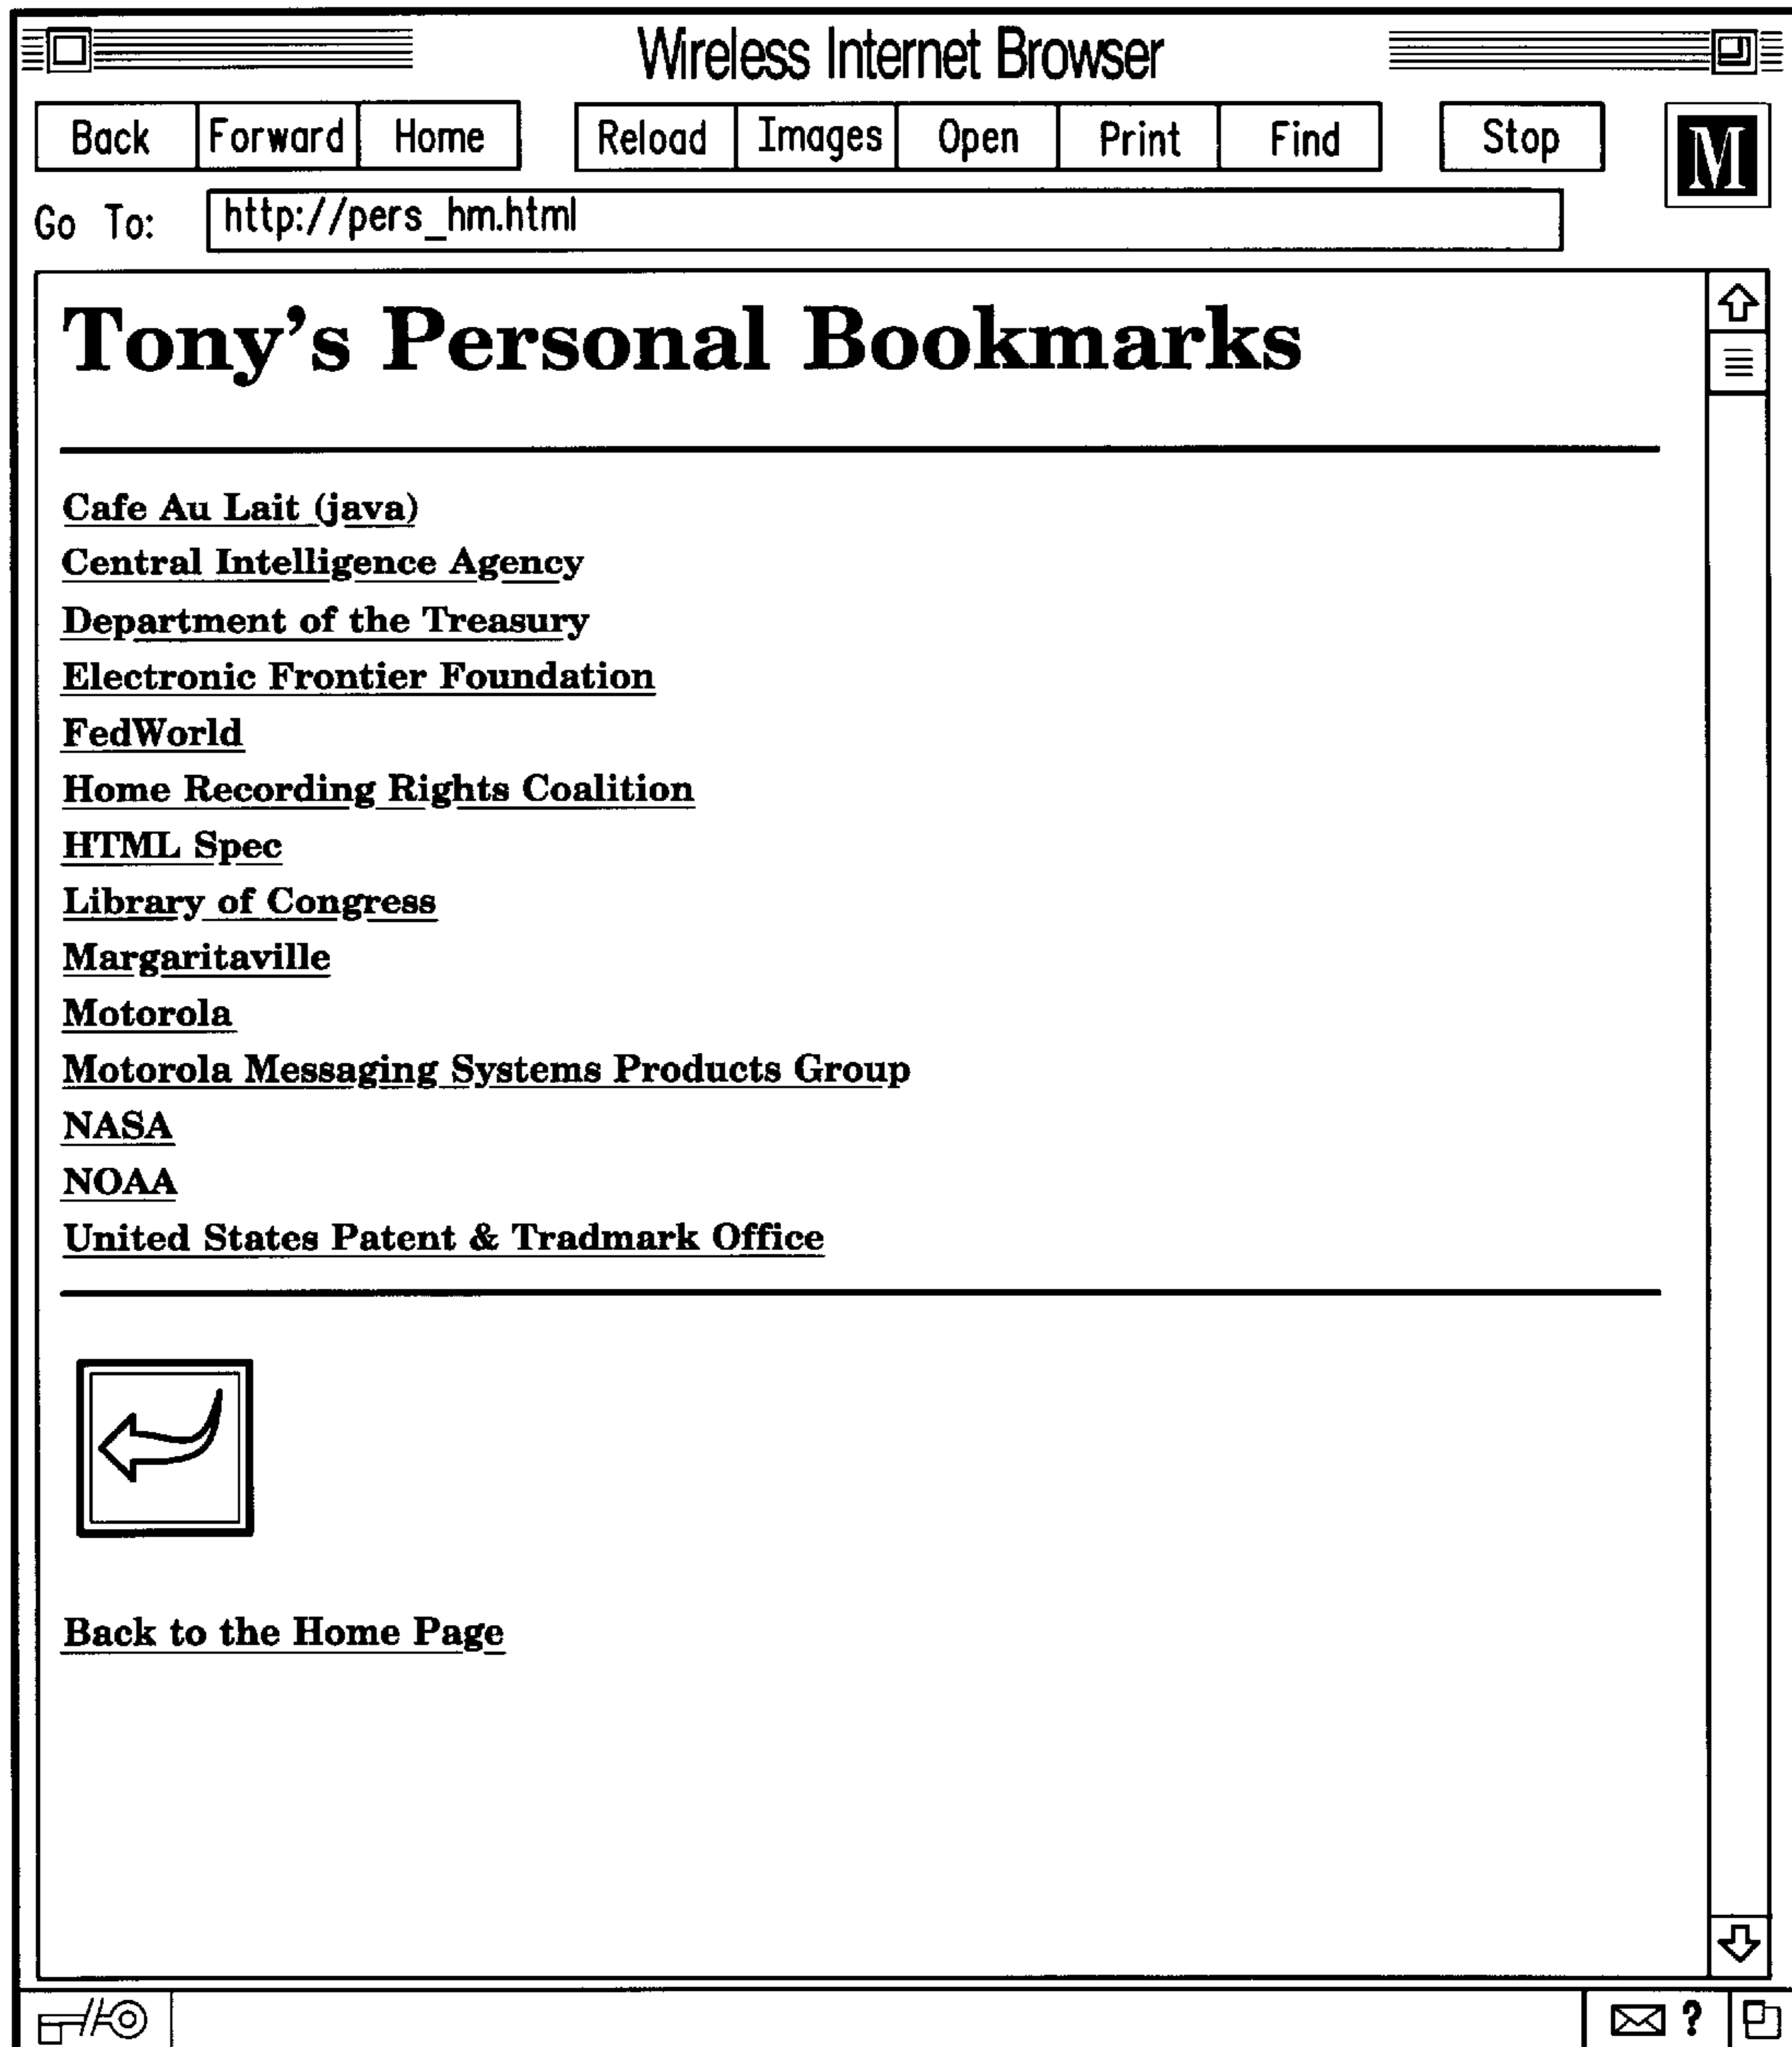 Wireless Internet Browser
Back Forward Home Reload Images Open Print Find Stop M
Go To: http://pers_hm.html
Tony's Personal Bookmarks
Cafe Au Lait (java)
Central Intelligence Agency
Department of the Treasury
Electronic Frontier Foundation
FedWorld
Home Recording Rights Coalition
HTML Spec
Library of Congress
Margaritaville
Motorola
Motorola Messaging Systems Products Group
NASA
NOAA
United States Patent & Tradmark Office
Back to the Home Page
?